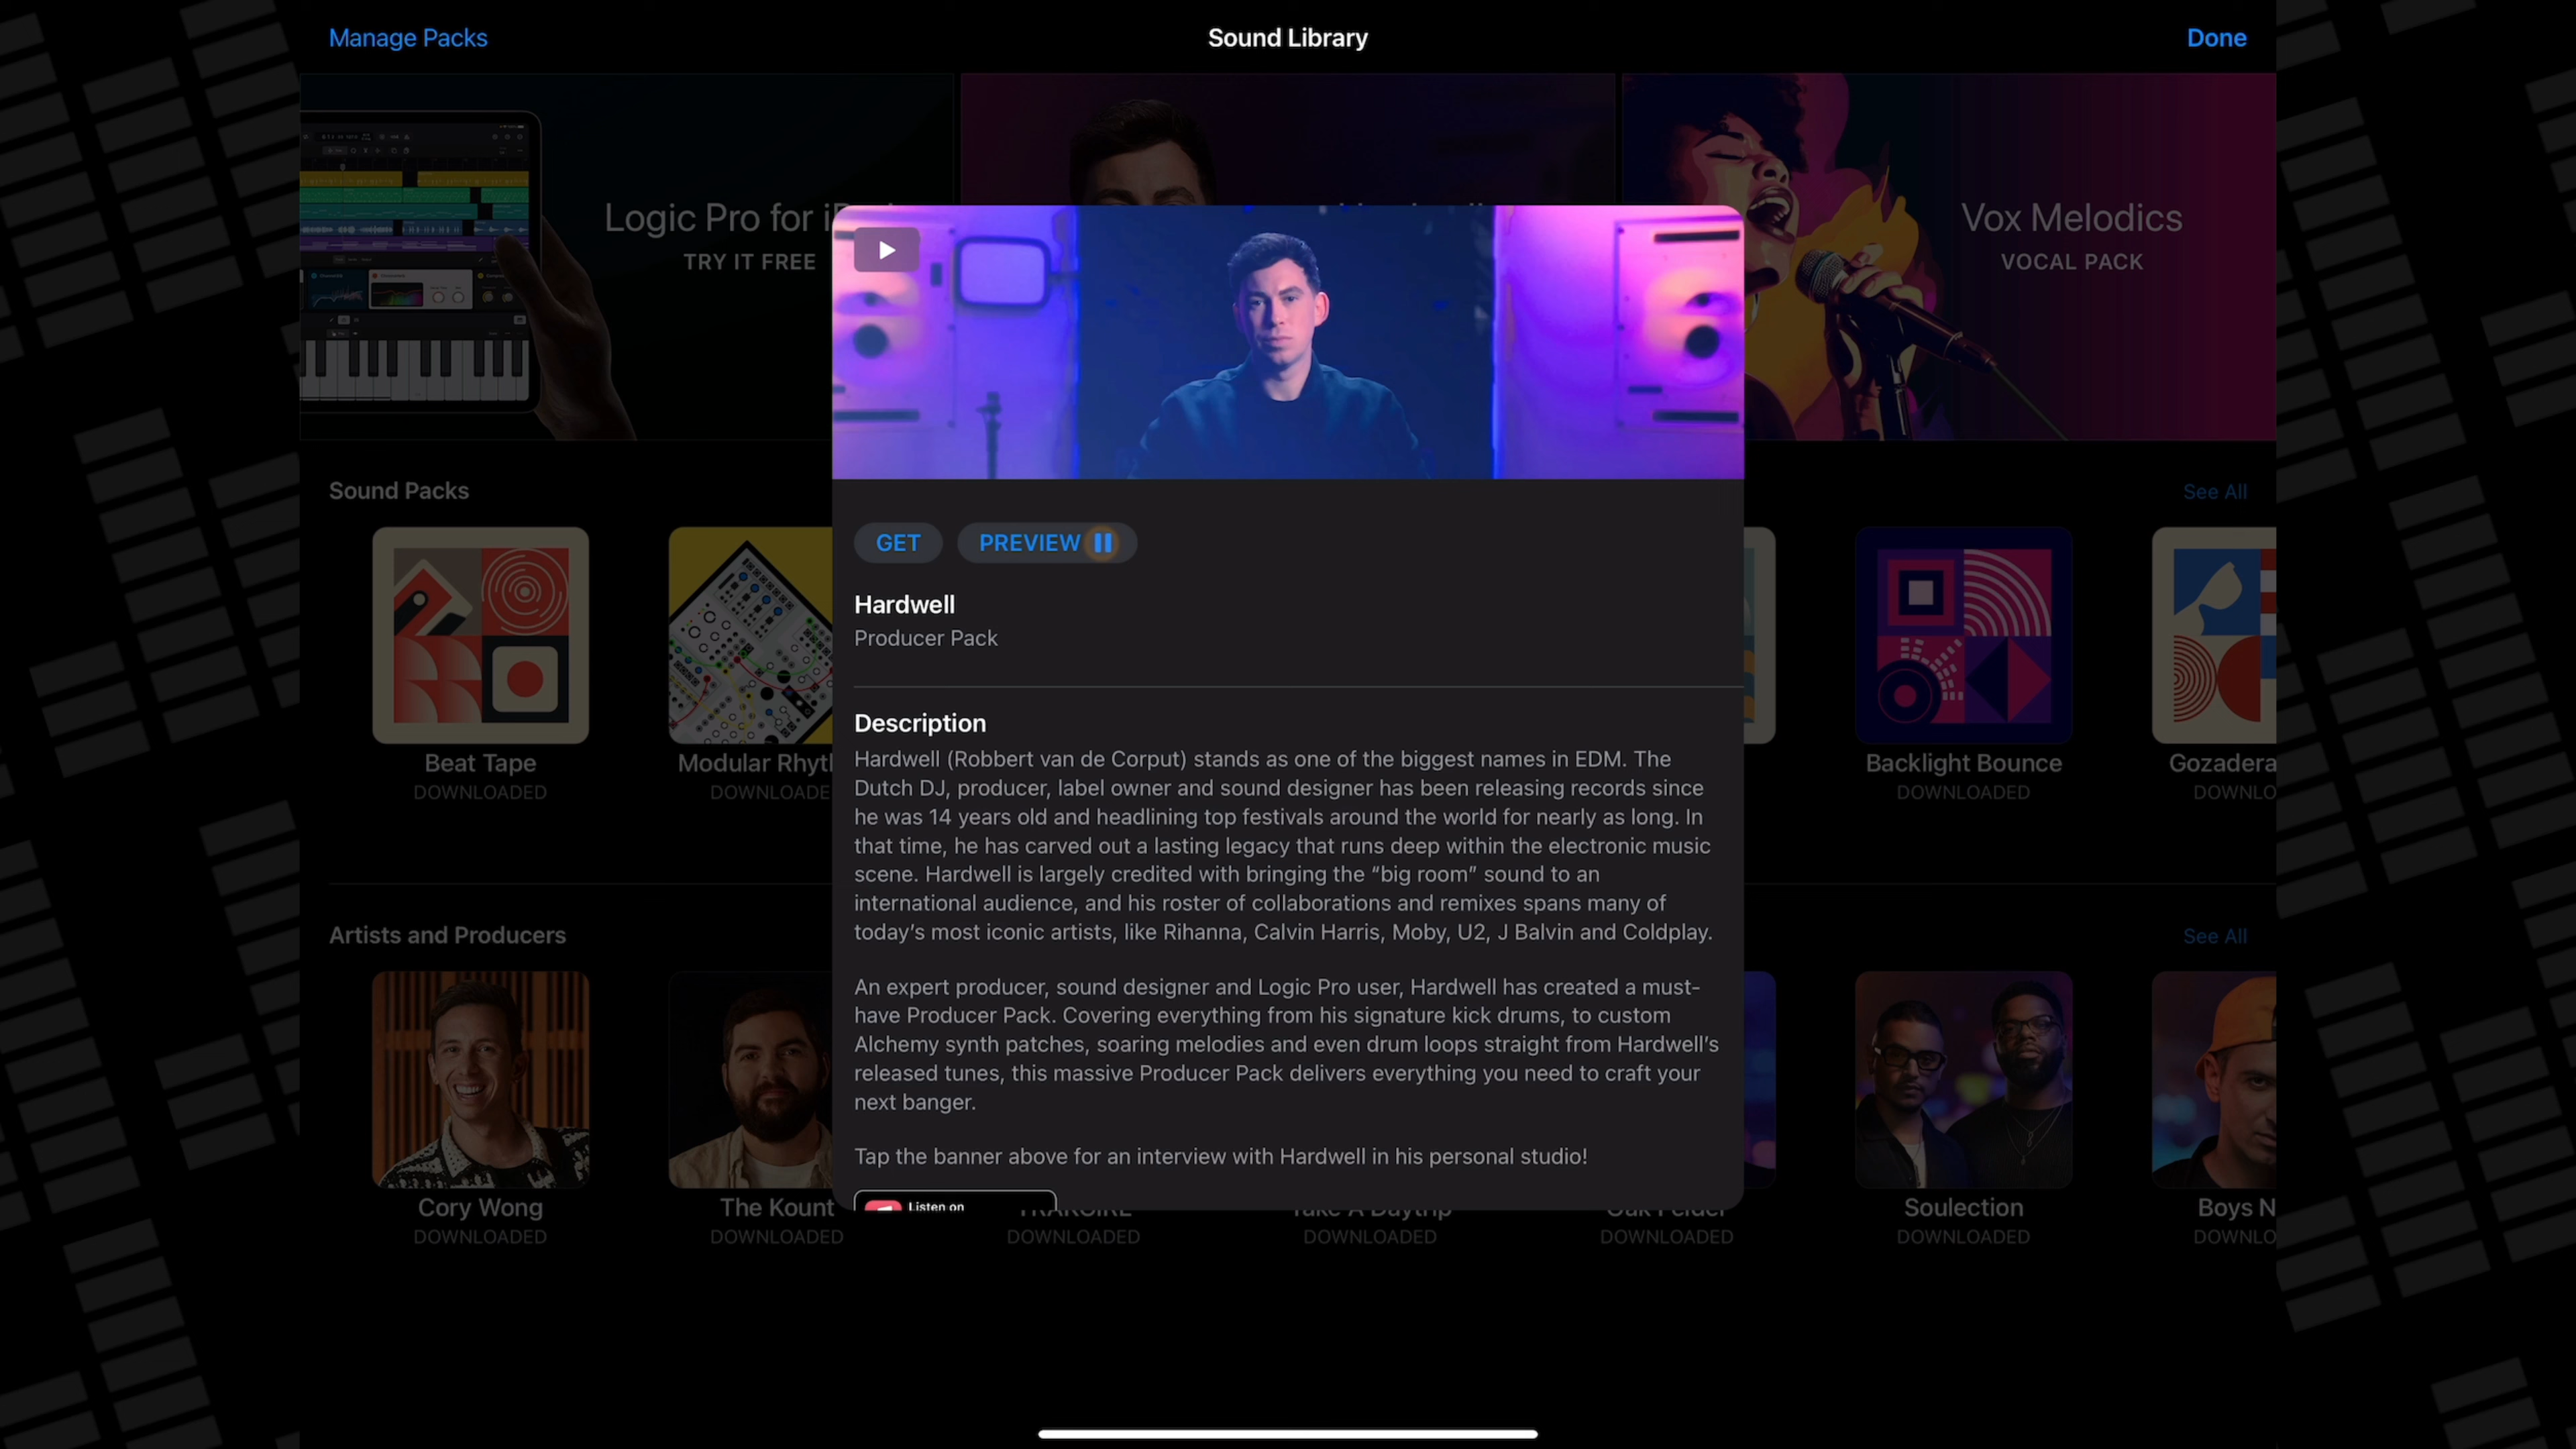 Manage Packs
Sound Library
Done
Logic Pro for i
TRY IT FREE
Vox Melodics
VOCAL PACK
Sound Packs
See All
GET
PREVIEW
Hardwell
Producer Pack
Beat Tape
DOWNLOADED
Modular Rhyt
DOWNLOADE
Backlight Bounce
DOWNLOADED
Gozadera
DOWNLO
Description
Hardwell (Robbert van de Corput) stands as one of the biggest names in EDM. The
Dutch DJ, producer, label owner and sound designer has been releasing records since
he was 14 years old and headlining top festivals around the world for nearly as long. In
that time, he has carved out a lasting legacy that runs deep within the electronic music
scene. Hardwell is largely credited with bringing the “big room” sound to an
international audience, and his roster of collaborations and remixes spans many of
today’s most iconic artists, like Rihanna, Calvin Harris, Moby, U2, J Balvin and Coldplay.
An expert producer, sound designer and Logic Pro user, Hardwell has created a must-
have Producer Pack. Covering everything from his signature kick drums, to custom
Alchemy synth patches, soaring melodies and even drum loops straight from Hardwell’s
released tunes, this massive Producer Pack delivers everything you need to craft your
next banger.
Tap the banner above for an interview with Hardwell in his personal studio!
Listen on
Artists and Producers
See All
Cory Wong
DOWNLOADED
The Kount
DOWNLOADED
DOWNLOADED
Take A Daytrip
DOWNLOADED
Oak Felder
DOWNLOADED
Soulection
DOWNLOADED
Boys N
DOWNLO